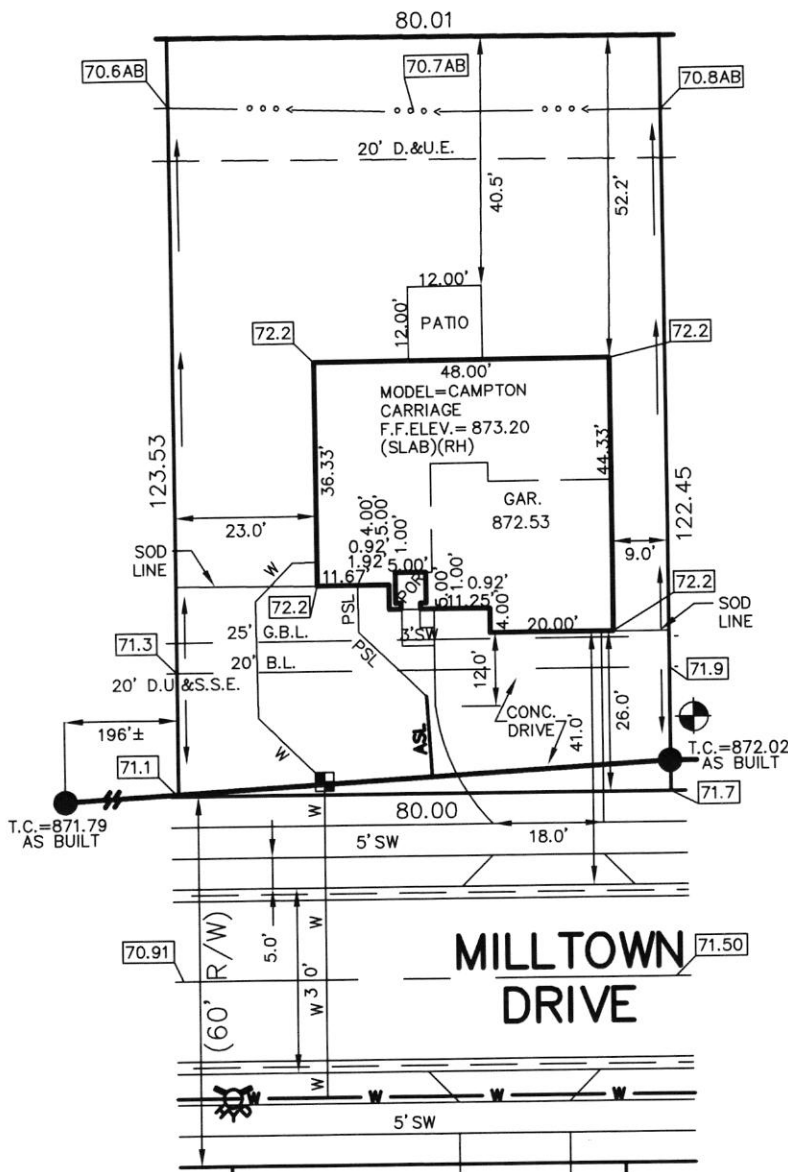 80.01
70.6AB
70.7AB
70.8AB
20' D.&U.E.
40.5'
52.2'
12.00'
12.00'
PATIO
72.2
72.2
48.00'
MODEL=CAMPTON
CARRIAGE
F.F.ELEV.= 873.20
(SLAB)(RH)
36.33'
44.33'
GAR.
872.53
123.53
122.45
23.0'
9.0'
4.00'
5.00'
1.00'
0.92'
1.92'
5.00'
11.67'
POR
5.00'
1.00'
0.92'
11.25'
4.00'
20.00'
SOD
LINE
W
72.2
72.2
SOD
LINE
PSL
PSL
3'SW
25' G.B.L.
20' B.L.
71.3
20' D.U &S.S.E.
71.9
12.0'
CONC.
DRIVE
41.0'
26.0'
196'±
W
ASL
T.C.=872.02
AS BUILT
71.1
71.7
T.C.=871.79
AS BUILT
80.00
W
5' SW
18.0'
5.0'
W
(60' R/W)
70.91
71.50
MILLTOWN
DRIVE
W
30'
W
W
W
W
W
W
5' SW